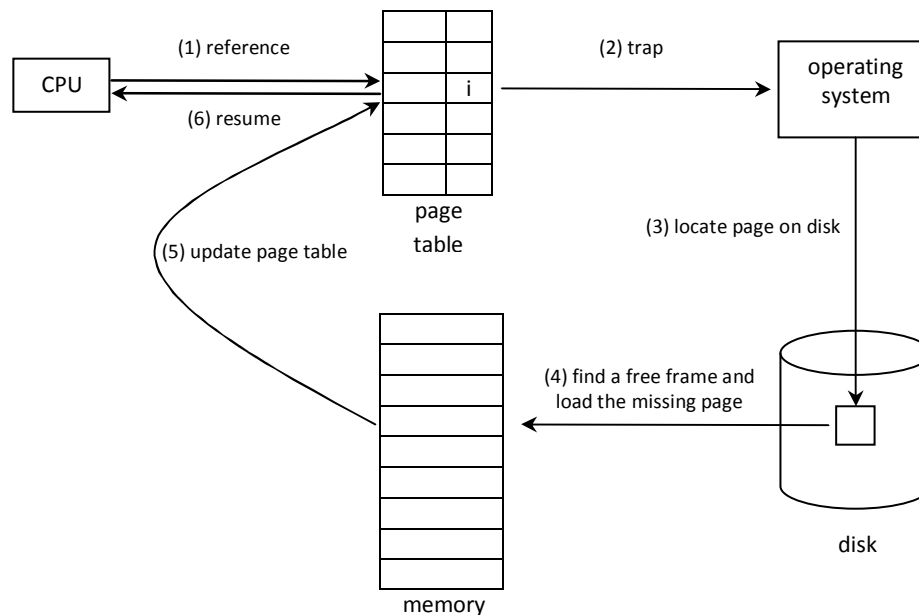 (1) reference
(2) trap
CPU
i
operating
system
(6) resume
page
table
(3) locate page on disk
(5) update page table
(4) find a free frame and
load the missing page
disk
memory